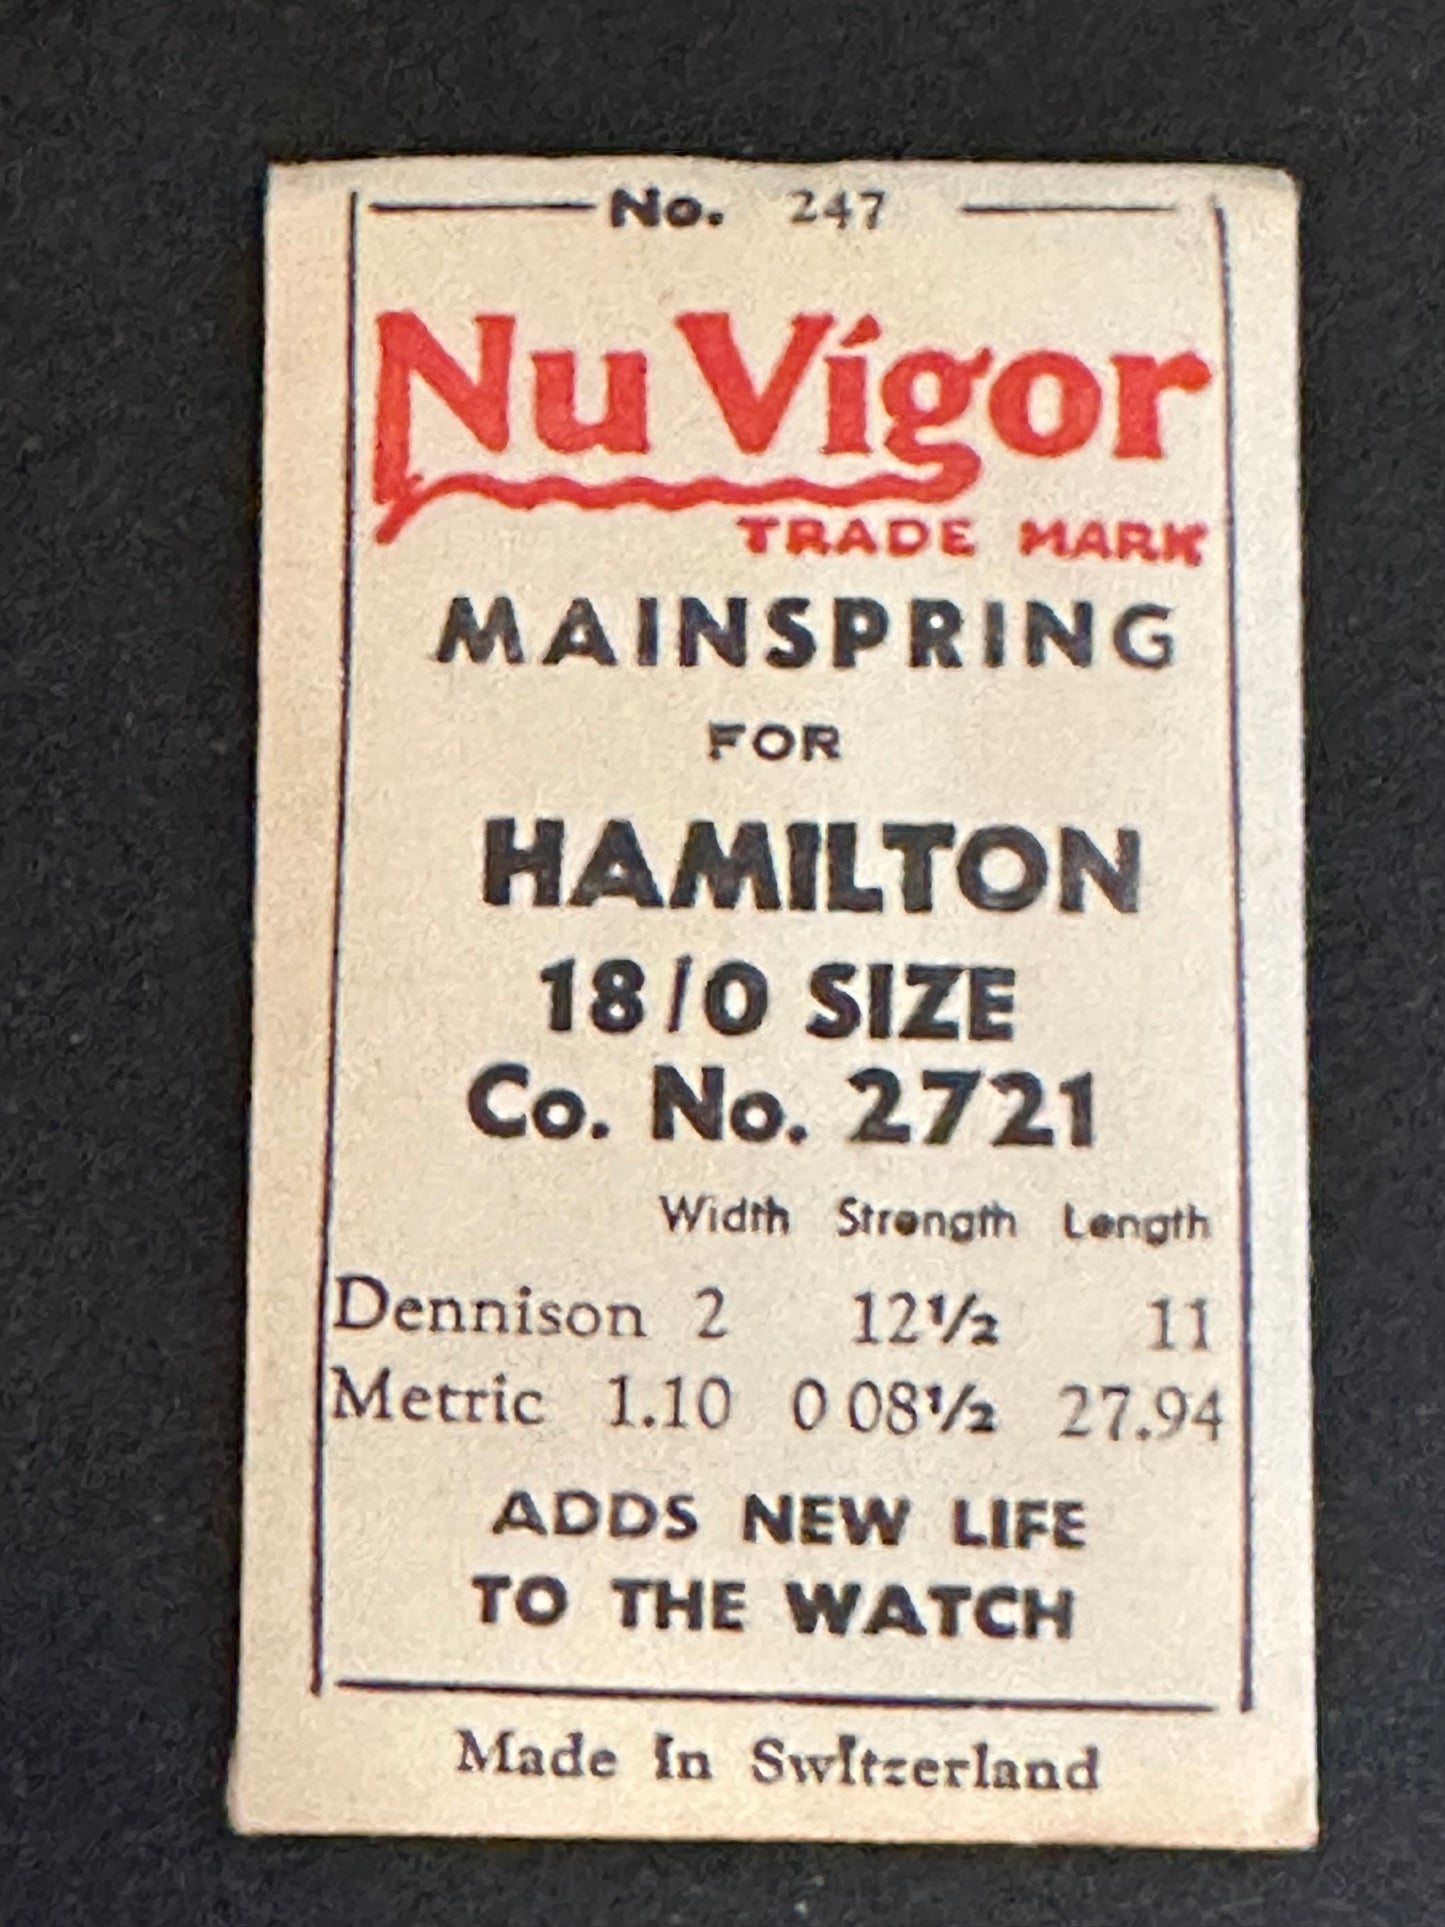 No. 247
Nu Vigor
TRADE MARK
MAINSPRING
FOR
HAMILTON
18/0 SIZE
Co. No. 2721
Width Strength Length
Dennison 2 12½ 11
Metric 1.10 0 08½ 27.94
ADDS NEW LIFE
TO THE WATCH
Made In Switzerland